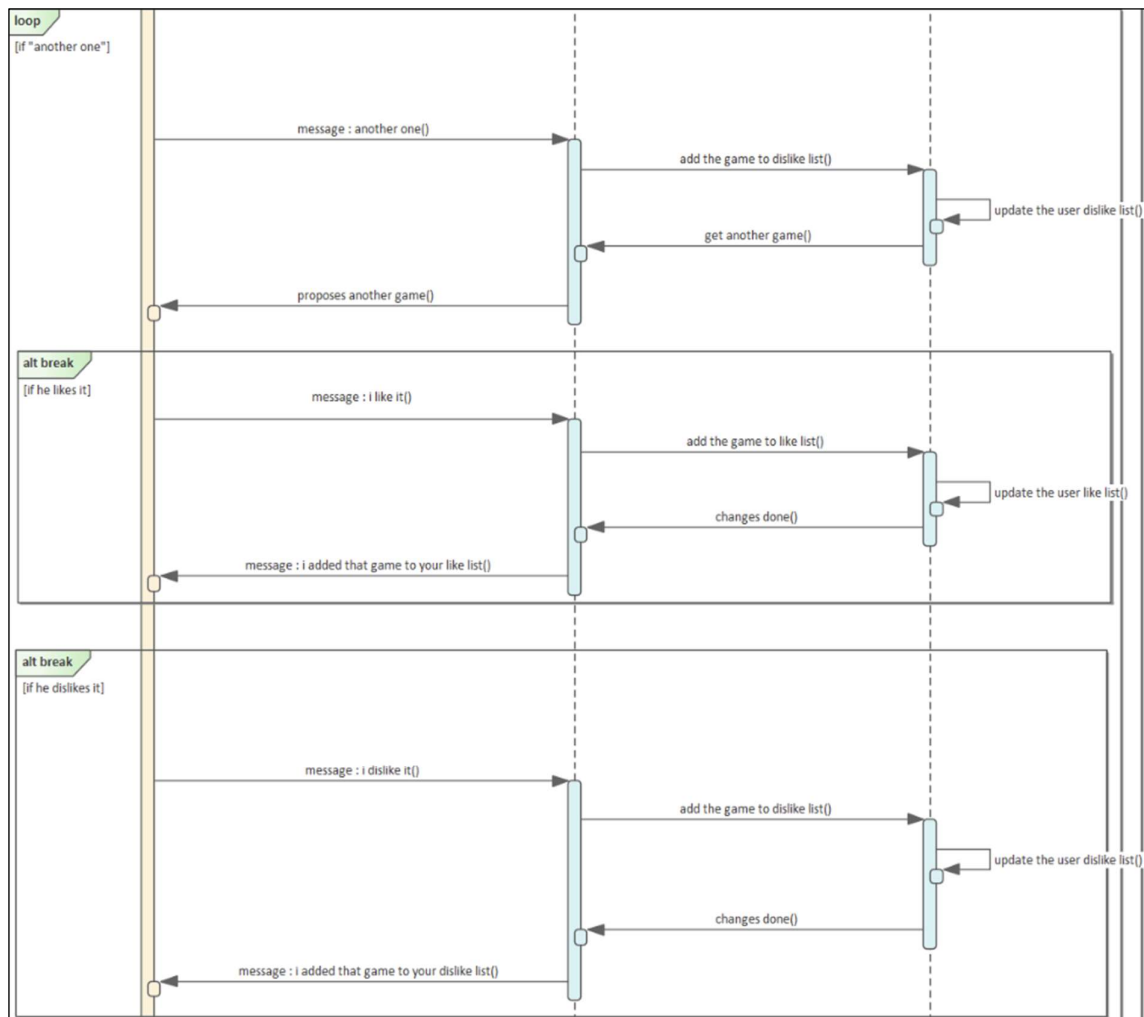 loop
[if "another one"]
message : another one()
add the game to dislike list()
update the user dislike list()
get another game()
proposes another game()
alt break
[if he likes it]
message : i like it()
add the game to like list()
update the user like list()
changes done()
message : i added that game to your like list()
alt break
[if he dislikes it]
message : i dislike it()
add the game to dislike list()
update the user dislike list()
changes done()
message : i added that game to your dislike list()